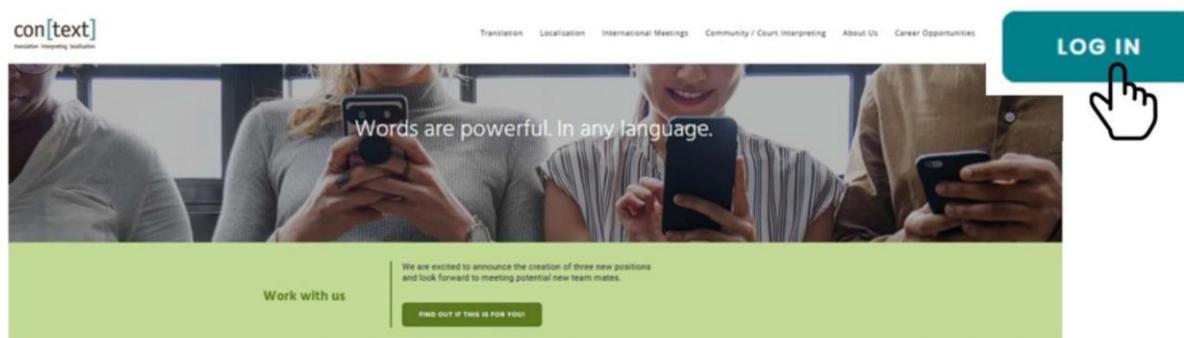 con[text]
translation interpreting localisation
Translation Localisation International Meetings Community / Court Interpreting About Us Career Opportunities
LOG IN
Words are powerful. In any language.
Work with us
We are excited to announce the creation of three new positions
and look forward to meeting potential new team mates.
FIND OUT IF THIS IS FOR YOU!